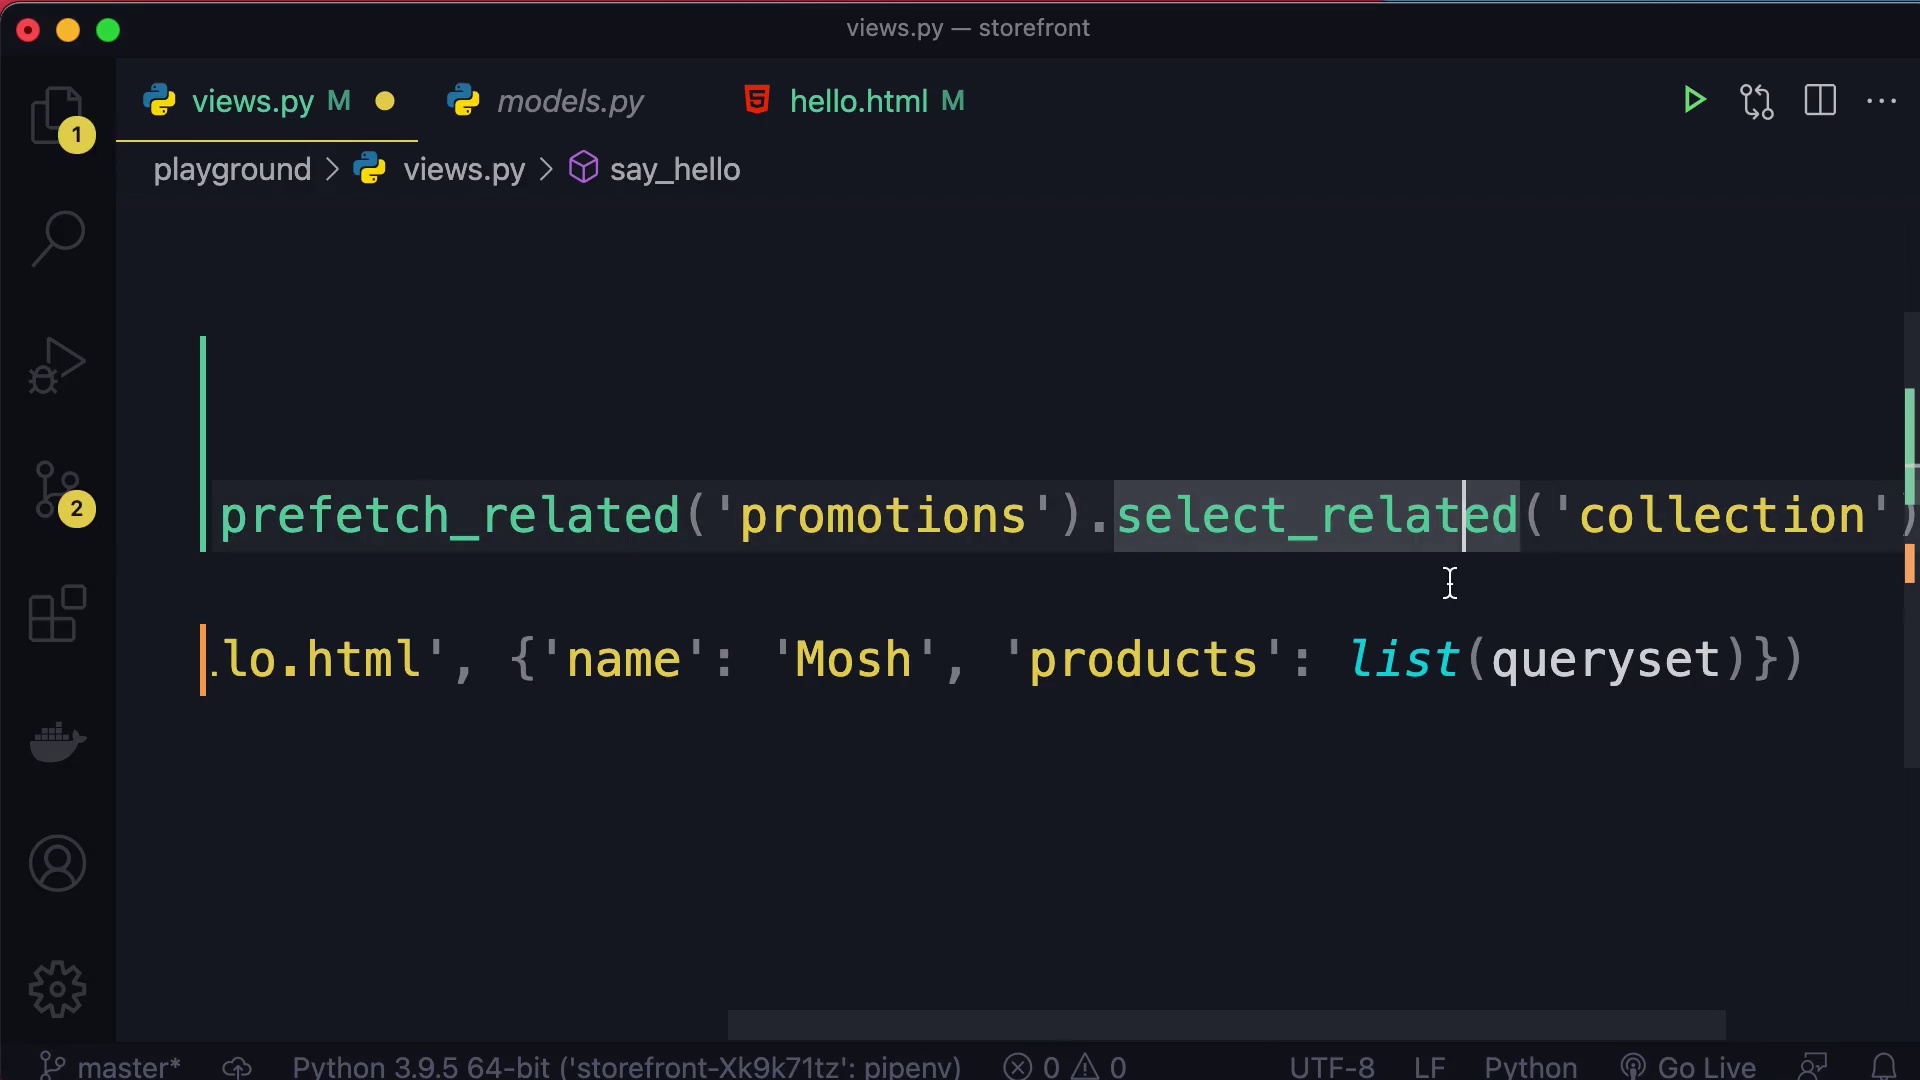 views.py — storefront
views.py M models.py hello.html M
playground > views.py > say_hello
1
prefetch_related('promotions').select_related('collection')
2
.lo.html', {'name': 'Mosh', 'products': list(queryset)})
master* Python 3.9.5 64-bit ('storefront-Xk9k71tz': pipenv) 0 0 UTF-8 LF Python Go Live